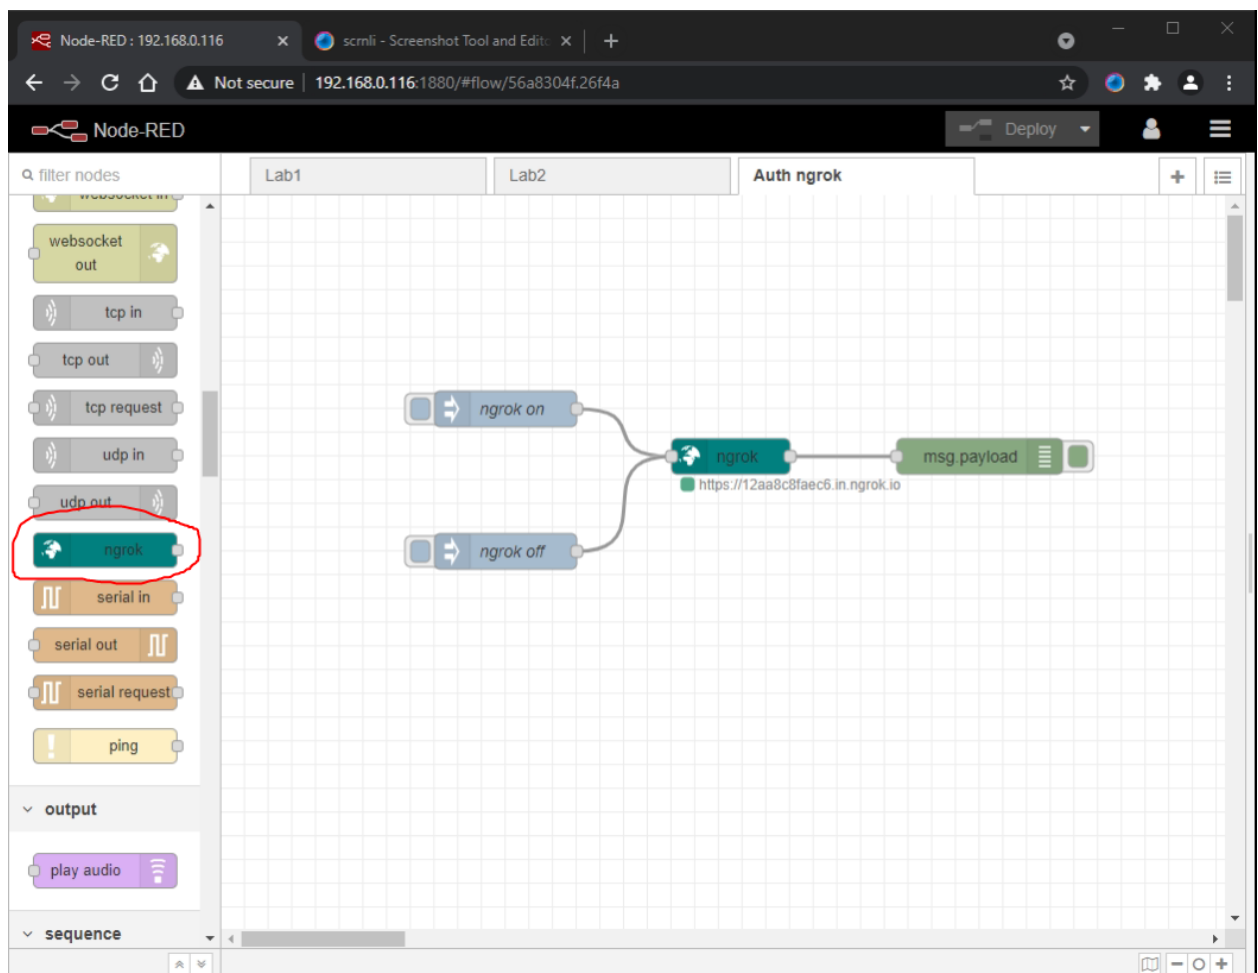 Node-RED : 192.168.0.116
scrnli - Screenshot Tool and Edito
Not secure
192.168.0.116:1880/#flow/56a8304f.26f4a
Node-RED
Deploy
filter nodes
Lab1
Lab2
Auth ngrok
websocket in
websocket
out
tcp in
tcp out
tcp request
udp in
udp out
ngrok
serial in
serial out
serial request
ping
output
play audio
sequence
ngrok on
ngrok
msg.payload
https://12aa8c8faec6.in.ngrok.io
ngrok off